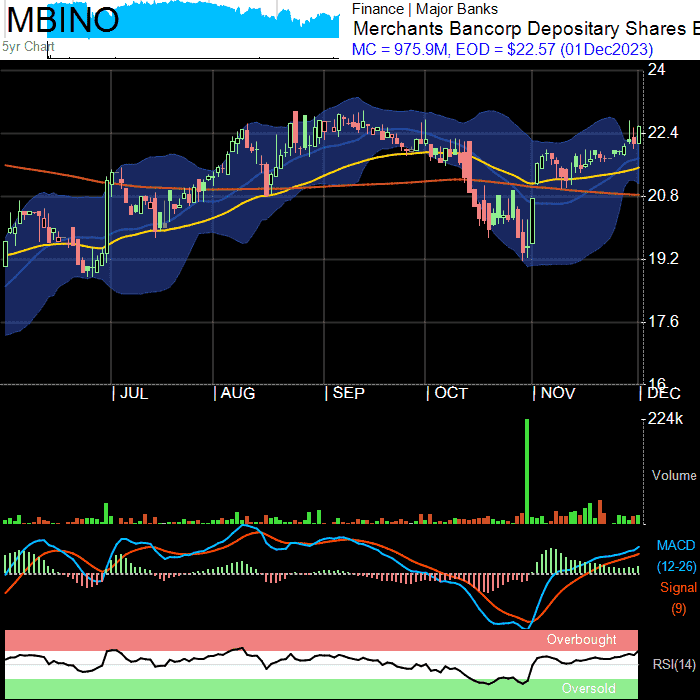 MBINO
5yr Chart
Finance | Major Banks
Merchants Bancorp Depositary Shares E
MC = 975.9M, EOD = $22.57 (01Dec2023)
24
22.4
20.8
19.2
17.6
16
JUL AUG SEP OCT NOV DEC
224k
Volume
MACD
(12-26)
Signal
(9)
Overbought
RSI(14)
Oversold